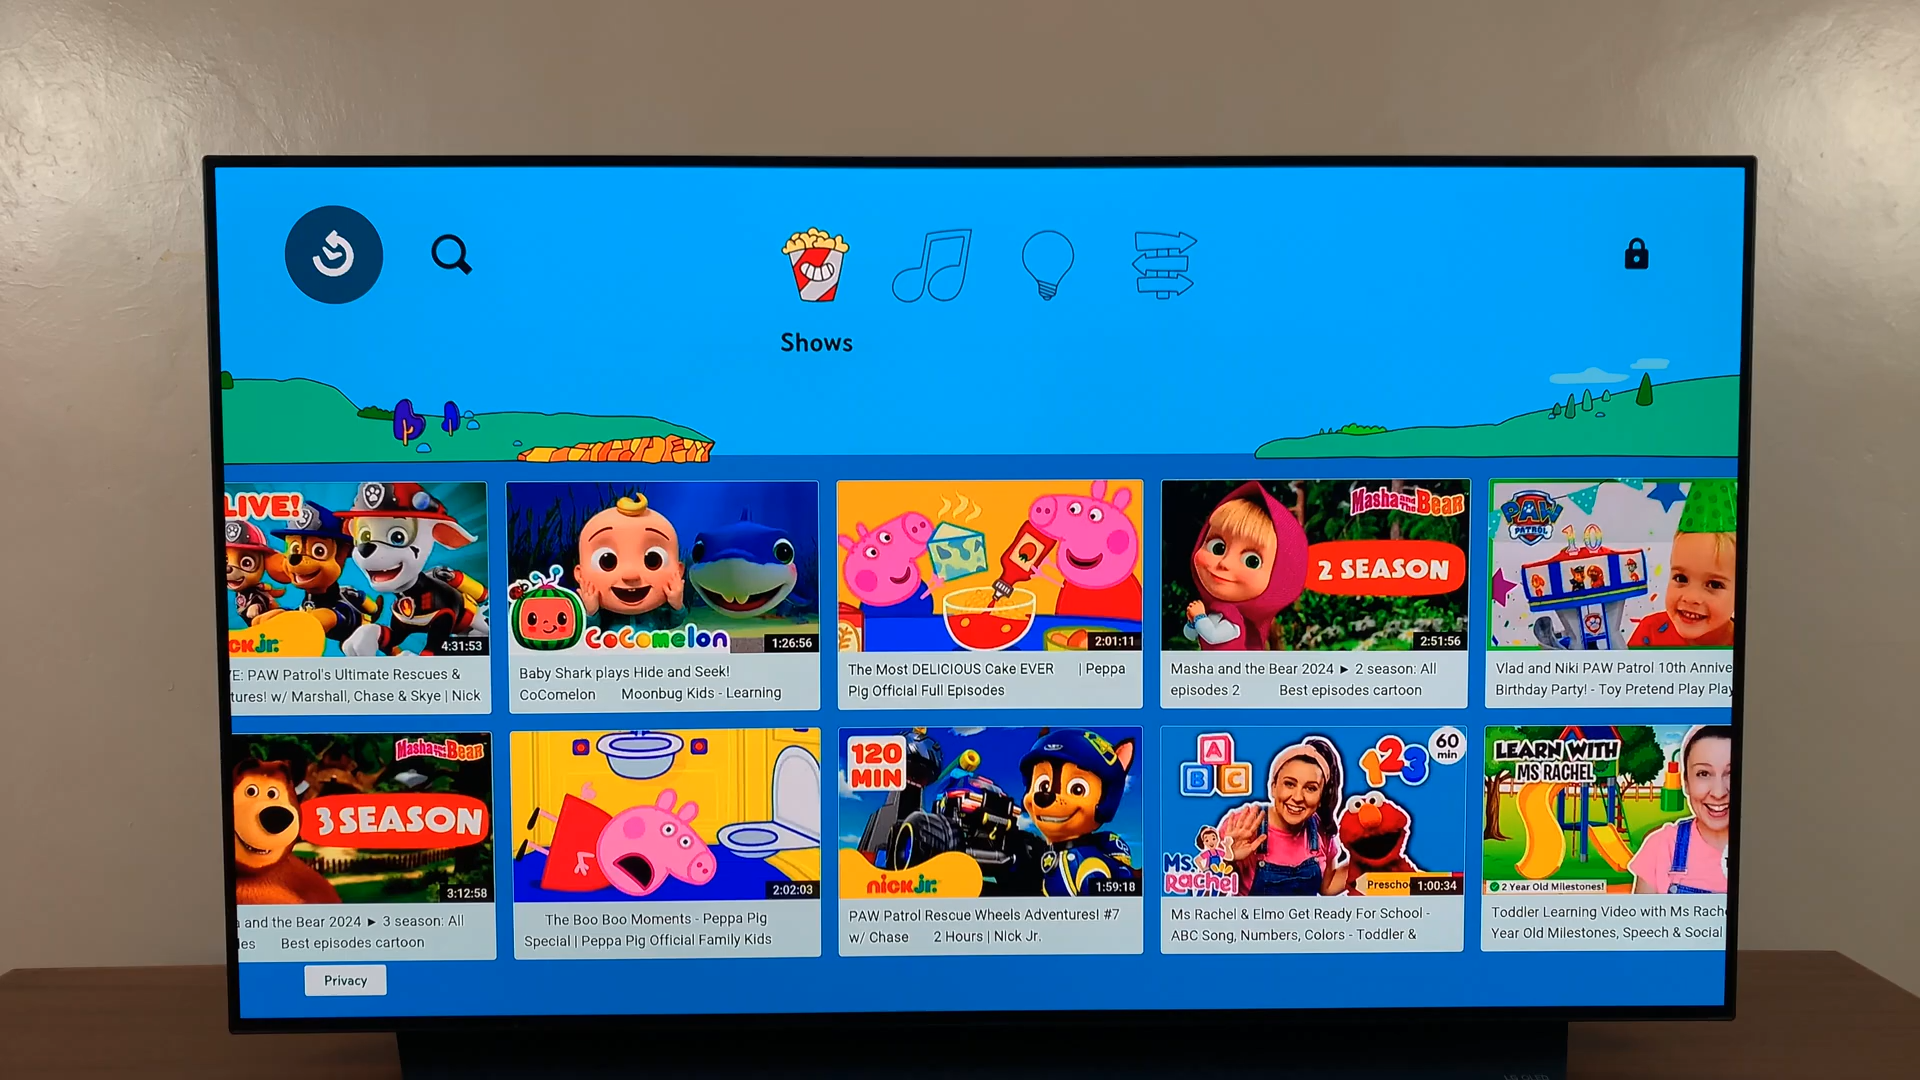 Shows
LIVE!
ck jr.
4:31:53
E: PAW Patrol's Ultimate Rescues &
tures! w/ Marshall, Chase & Skye | Nick
CoComelon
1:26:56
Baby Shark plays Hide and Seek!
CoComelon Moonbug Kids - Learning
2:01:11
The Most DELICIOUS Cake EVER | Peppa
Pig Official Full Episodes
Masha and the Bear
2 SEASON
2:51:56
Masha and the Bear 2024 ► 2 season: All
episodes 2 Best episodes cartoon
PAW
PATROL
10
Vlad and Niki PAW Patrol 10th Annive
Birthday Party! - Toy Pretend Play Play
Masha and the Bear
3 SEASON
3:12:58
and the Bear 2024 ► 3 season: All
es Best episodes cartoon
2:02:03
The Boo Boo Moments - Peppa Pig
Special | Peppa Pig Official Family Kids
120
MIN
nick jr.
1:59:18
PAW Patrol Rescue Wheels Adventures! #7
w/ Chase 2 Hours | Nick Jr.
A
B C
123
60
min
Ms.
Rachel
Prescho
1:00:34
Ms Rachel & Elmo Get Ready For School -
ABC Song, Numbers, Colors - Toddler &
LEARN WITH
MS RACHEL
2 Year Old Milestones!
Toddler Learning Video with Ms Rach
Year Old Milestones, Speech & Social
Privacy